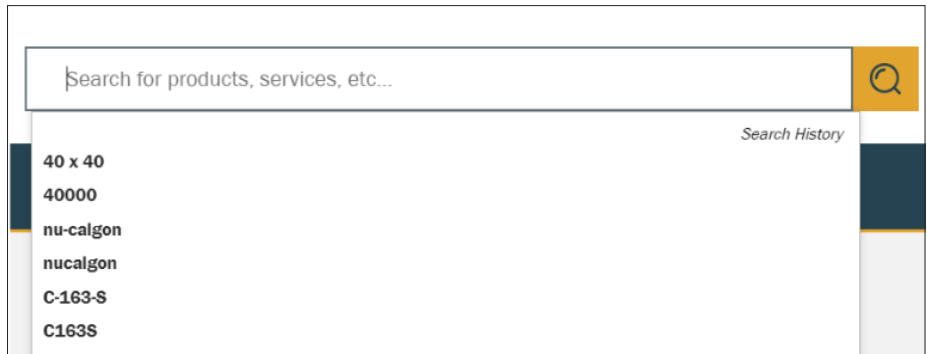 Search for products, services, etc...
Search History
40 x 40
40000
nu-calgon
nucalgon
C-163-S
C163S